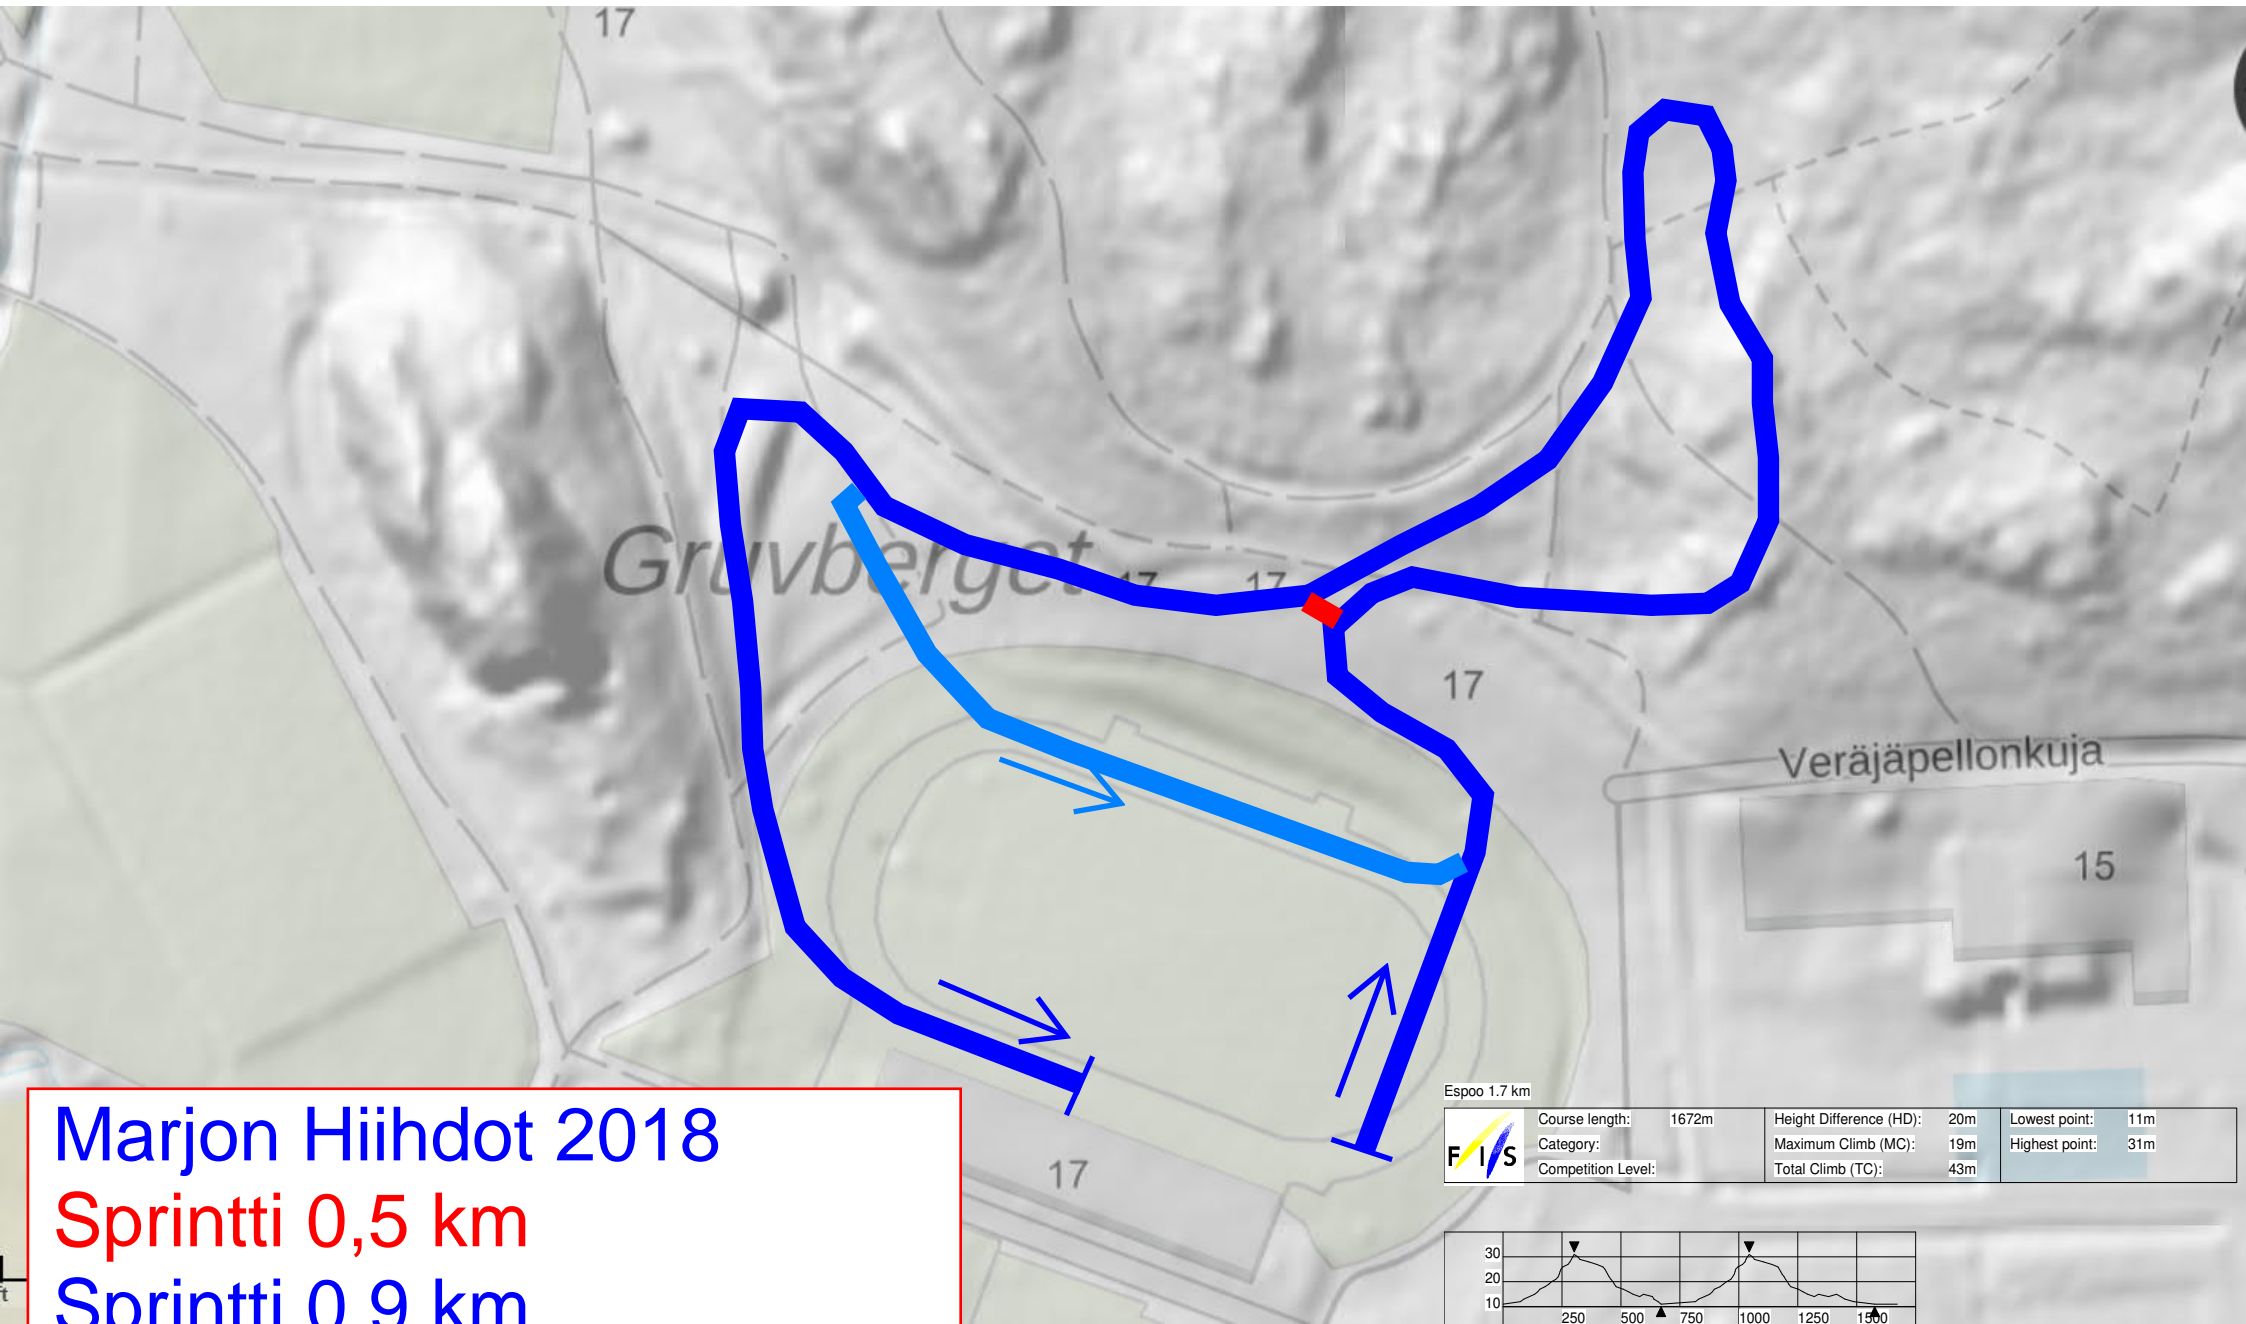 17
Gruvberget
17
17
17
Veräjäpellonkuja
15
17
Marjon Hiihdot 2018
Sprintti 0,5 km
Sprintti 0,9 km
Espoo 1.7 km
FIS
Course length: 1672m
Category:
Competition Level:
Height Difference (HD): 20m
Maximum Climb (MC): 19m
Total Climb (TC): 43m
Lowest point: 11m
Highest point: 31m
30
20
10
250 500 750 1000 1250 1500